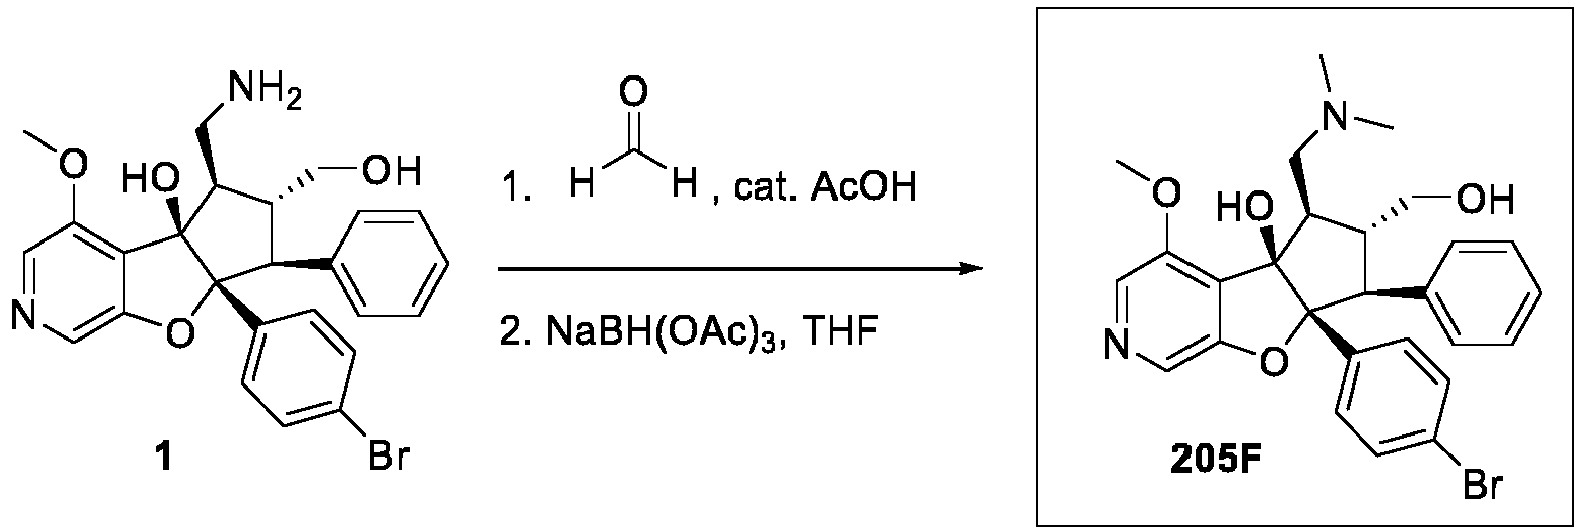 NH2
O
HO
OH
N
O
Br
1
O
H H
1. , cat. AcOH
2. NaBH(OAc)3, THF
N
O
HO
OH
N
O
Br
205F